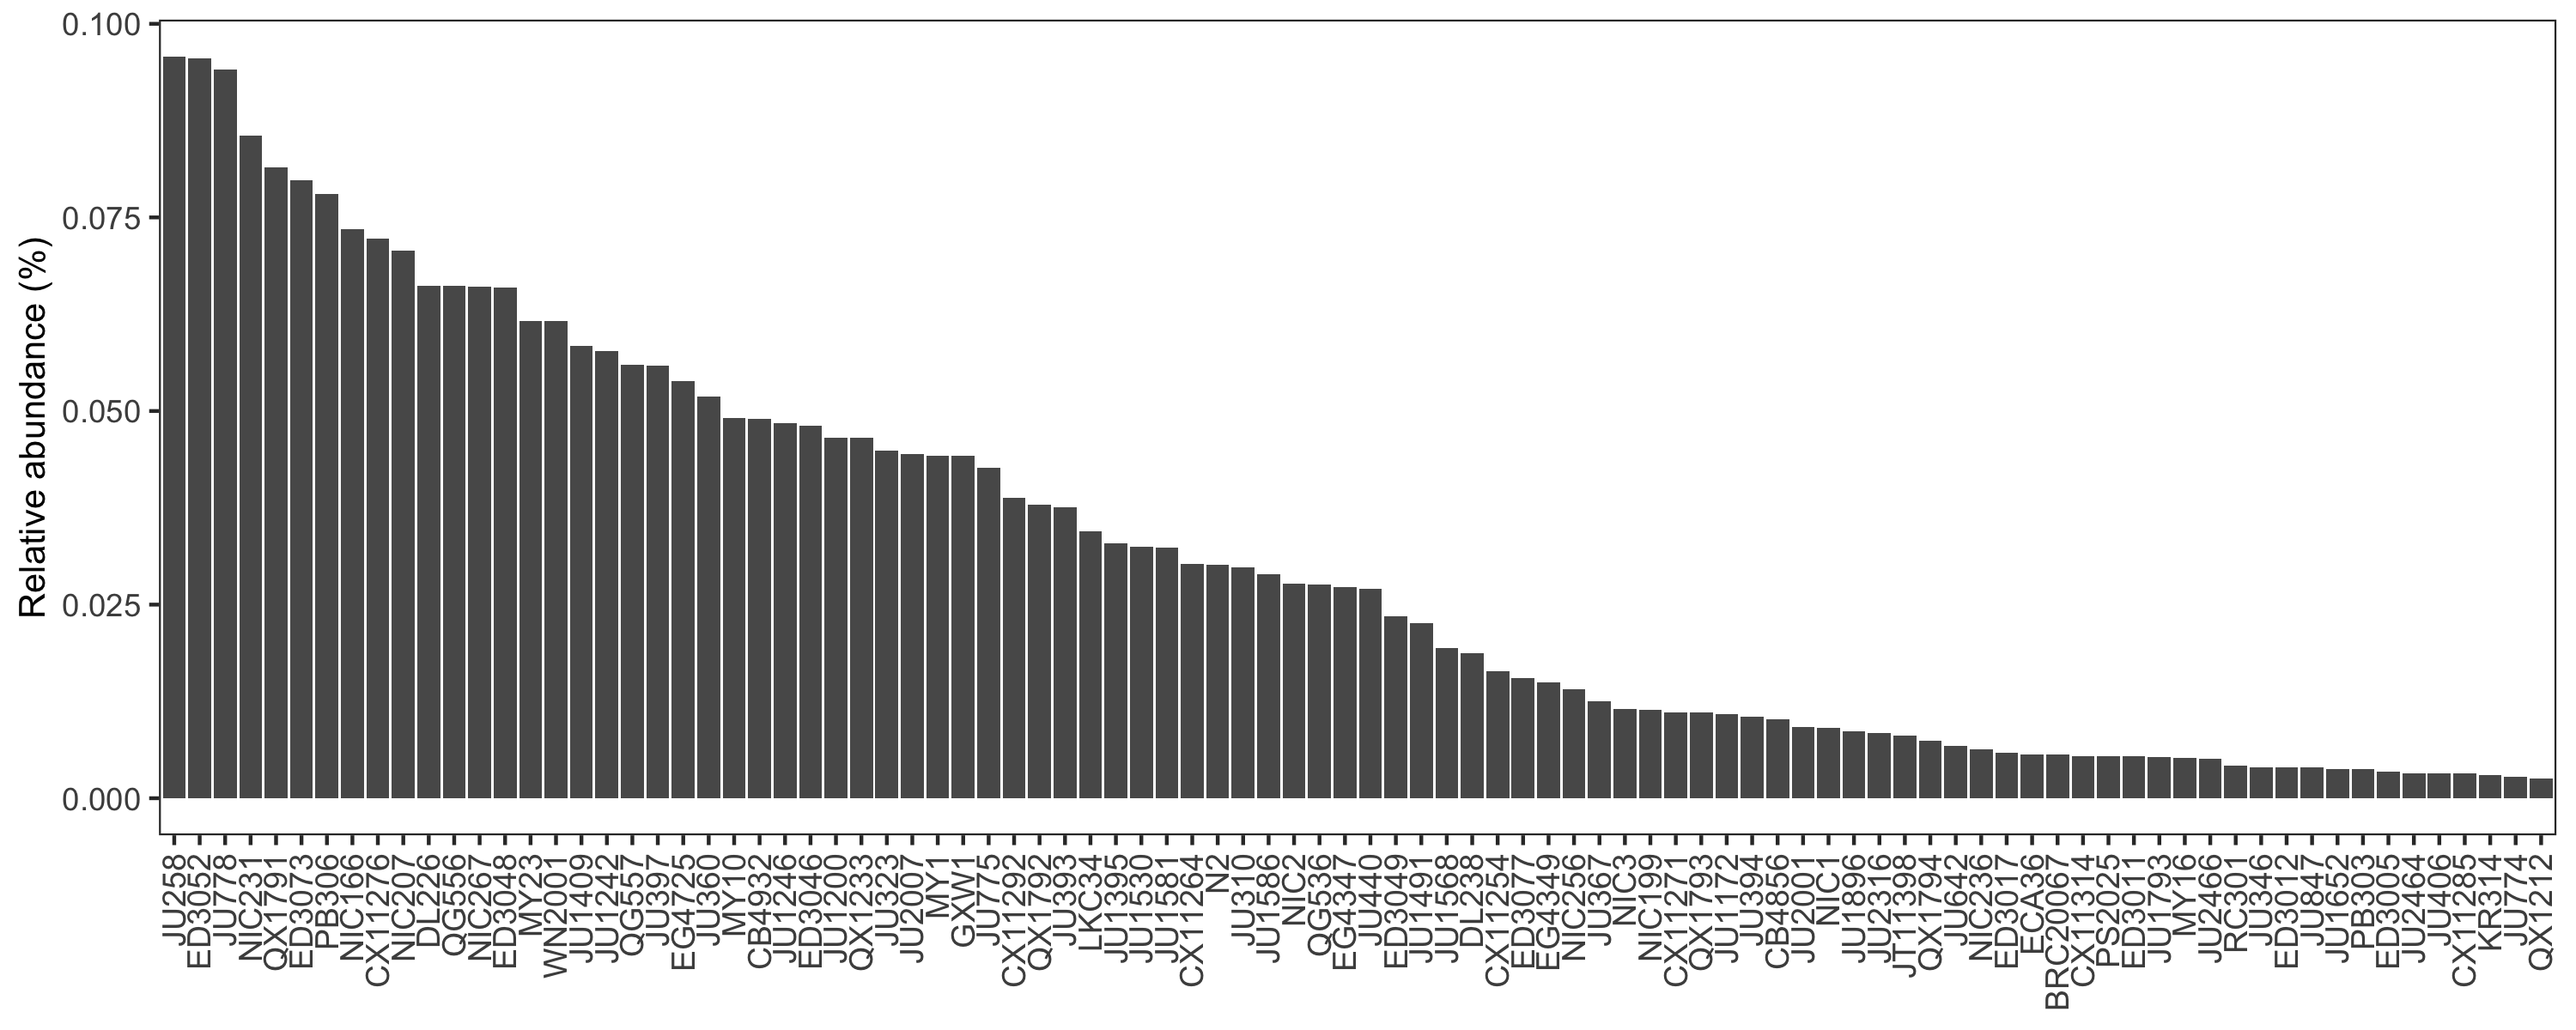 Relative abundance (%)
0.100
0.075
0.050
0.025
0.000
JU258
ED3052
JU778
NIC231
QX1791
ED3073
PB306
NIC166
CX11276
NIC207
DL226
QG556
NIC267
ED3048
MY23
WN2001
JU1409
JU1242
QG557
JU397
EG4725
JU360
MY10
CB4932
JU1246
ED3046
JU1200
QX1233
JU323
JU2007
MY1
GXW1
JU775
CX11292
QX1792
JU393
LKC34
JU1395
JU1530
JU1581
CX11264
N2
JU310
JU1586
NIC2
QG536
EG4347
JU440
ED3049
JU1491
JU1568
DL238
CX11254
ED3077
EG4349
NIC256
JU367
NIC3
NIC199
CX11271
QX1793
JU1172
JU394
CB4856
JU2001
NIC1
JU1896
JU2316
JT11398
QX1794
JU642
NIC236
ED3017
ECA36
BRC20067
CX11314
PS2025
ED3011
JU1793
MY16
JU2466
RC301
JU346
ED3012
JU847
JU1652
PB303
ED3005
JU2464
JU406
CX11285
KR314
JU774
QX1212